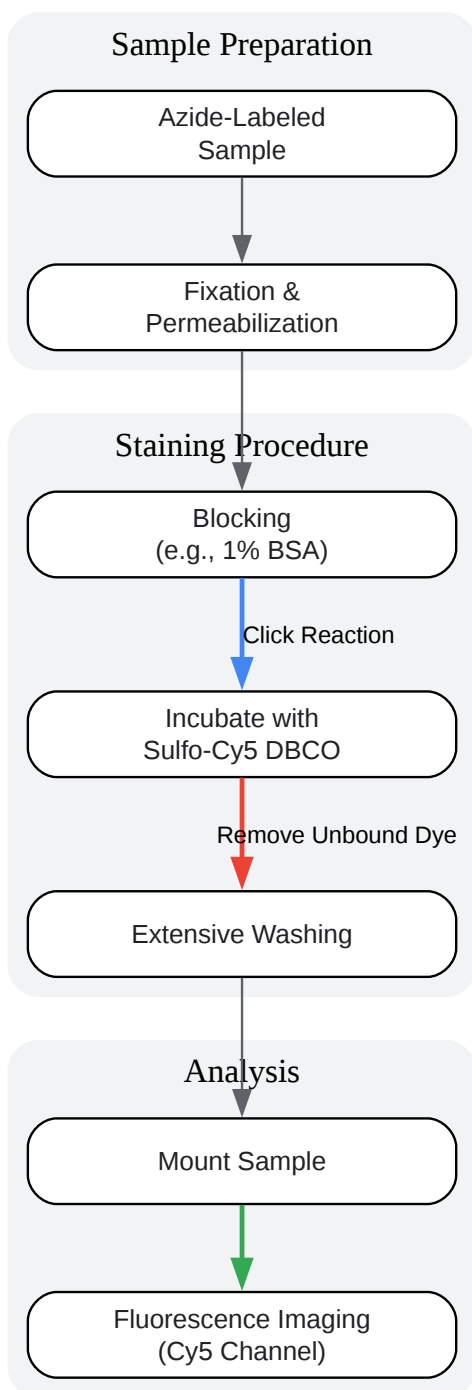 Sample Preparation
Azide-Labeled
Sample
Fixation &
Permeabilization
Staining Procedure
Blocking
(e.g., 1% BSA)
Click Reaction
Incubate with
Sulfo-Cy5 DBCO
Remove Unbound Dye
Extensive Washing
Analysis
Mount Sample
Fluorescence Imaging
(Cy5 Channel)